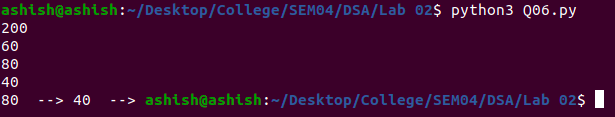 ashish@ashish:~/Desktop/College/SEM04/DSA/Lab 02$ python3 Q06.py
200
60
80
40
80  --> 40  --> ashish@ashish:~/Desktop/College/SEM04/DSA/Lab 02$